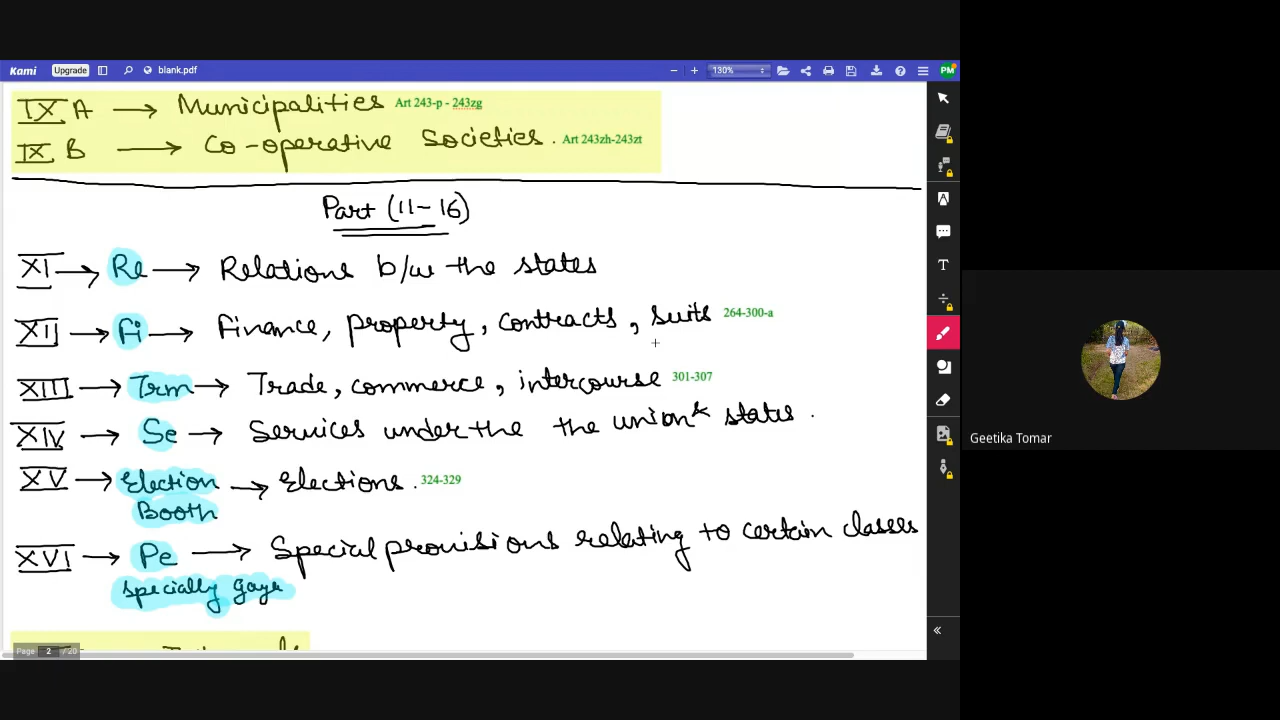 Kami Upgrade blank.pdf 130% PM
IX A → Municipalities Art 243-p - 243zg
IX B → Co-operative Societies. Art 243zh-243zt
Part (11-16)
XI → Re → Relations b/w the states
XII → Fi → Finance, property, contracts, suits 264-300-a
XIII → Trm → Trade, commerce, intercourse 301-307
XIV → Se → Services under the the union & states.
XV → Election → Elections. 324-329
Booth
XVI → Pe → Special provisions relating to certain classes
specially gaya
Page 2 / 20
Geetika Tomar